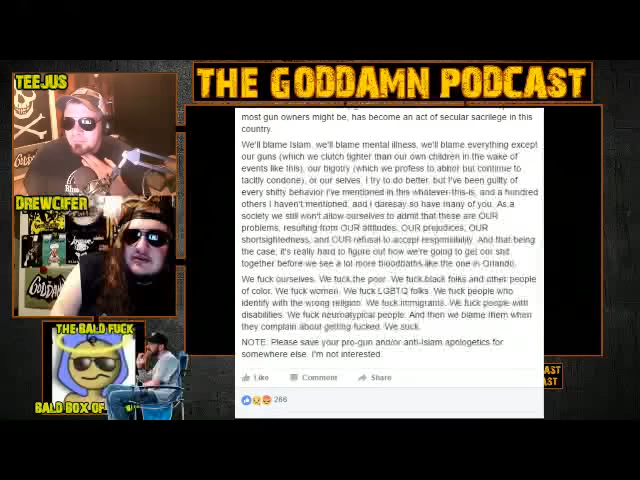 TEEJUS
THE GODDAMN PODCAST
most gun owners might be, has become an act of secular sacrilege in this
country.
We'll blame Islam, we'll blame mental illness, we'll blame everything except
our guns (which we clutch tighter than our own children in the wake of
events like this), our bigotry (which we profess to abhor but continue to
tacitly condone), or our selves. I try to do better, but I've been guilty of
every shitty behavior I've mentioned in this whatever-this-is, and a hundred
others I haven't mentioned, and I daresay so have many of you. As a
society we still won't allow ourselves to admit that these are OUR
problems, resulting from OUR attitudes, OUR prejudices, OUR
shortsightedness, and OUR refusal to accept responsibility. And that being
the case, it's really hard to figure out how we're going to get our shit
together before we see a lot more bloodbaths like the one in Orlando.
We fuck ourselves. We fuck the poor. We fuck black folks and other people
of color. We fuck women. We fuck LGBTQ folks. We fuck people who
identify with the wrong religion. We fuck immigrants. We fuck people with
disabilities. We fuck neurnatypical people. And then we blame them when
they complain about getting fucked. We suck.
NOTE: Please save your pro-gun and/or anti-Islam apologetics for
somewhere else. I'm not interested.
Like Comment Share
266
DREWCIFER
THE BALD FUCK
BALD BOX OF
AST
AST